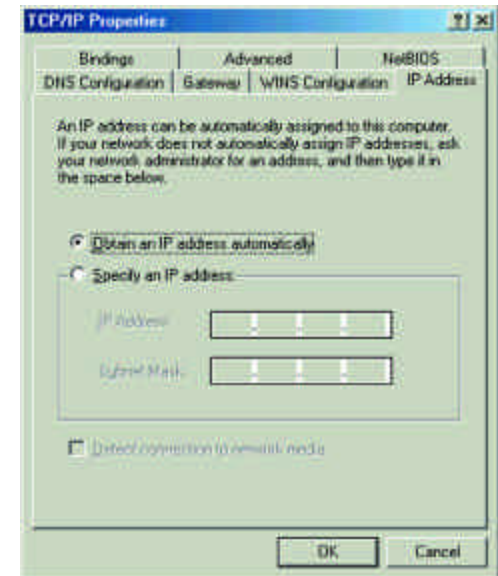 TCP/IP Properties
Bindings Advanced NetBIOS
DNS Configuration Gateway WINS Configuration IP Address
An IP address can be automatically assigned to this computer.
If your network does not automatically assign IP addresses, ask
your network administrator for an address, and then type it in
the space below.
Obtain an IP address automatically
Specify an IP address:
IP Address:
Subnet Mask:
Detect connection to network media
OK Cancel